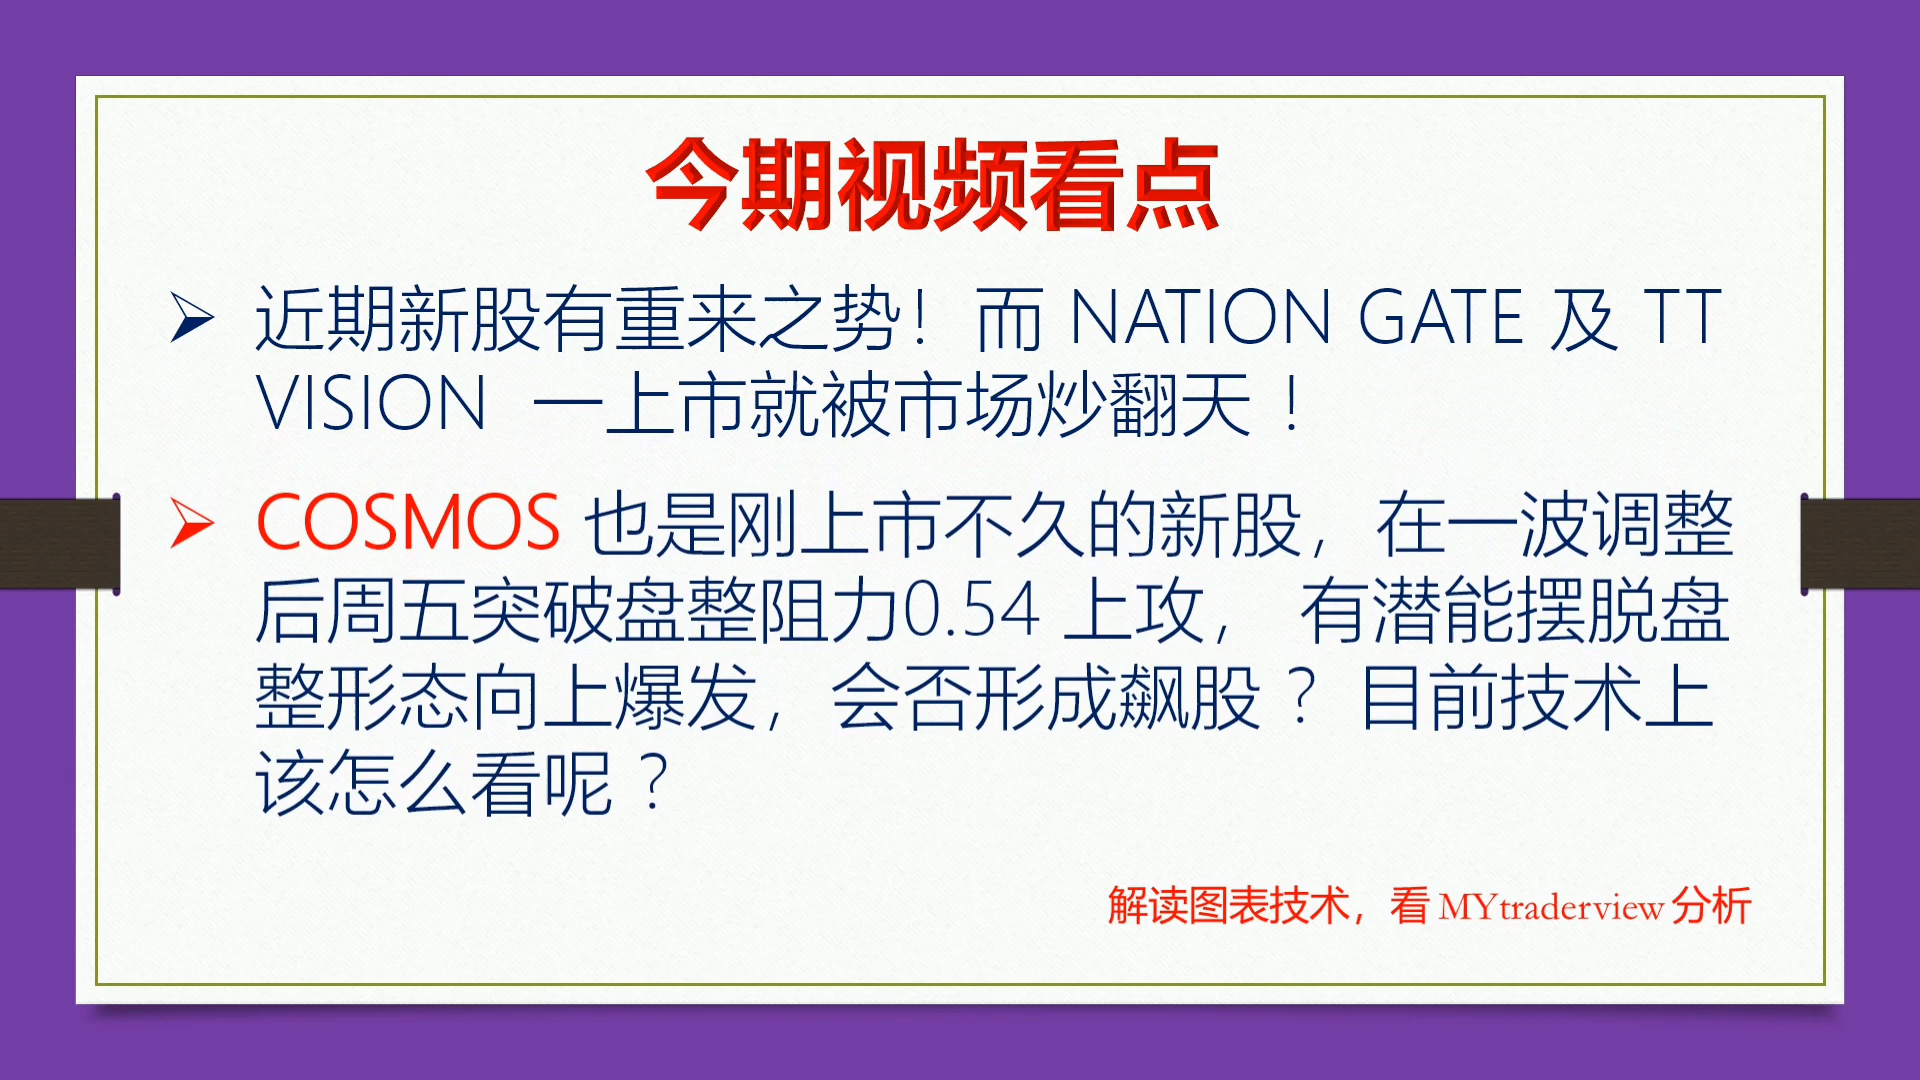 今期视频看点
近期新股有重来之势！而 NATION GATE 及 TT
VISION 一上市就被市场炒翻天！
COSMOS 也是刚上市不久的新股，在一波调整
后周五突破盘整阻力0.54 上攻， 有潜能摆脱盘
整形态向上爆发，会否形成飙股？目前技术上
该怎么看呢？
解读图表技术，看 MYtraderview 分析